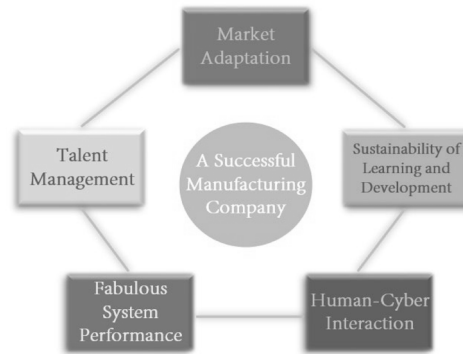 Market
Adaptation
Talent
Management
A Successful
Manufacturing
Company
Sustainability of
Learning and
Development
Fabulous
System
Performance
Human-Cyber
Interaction